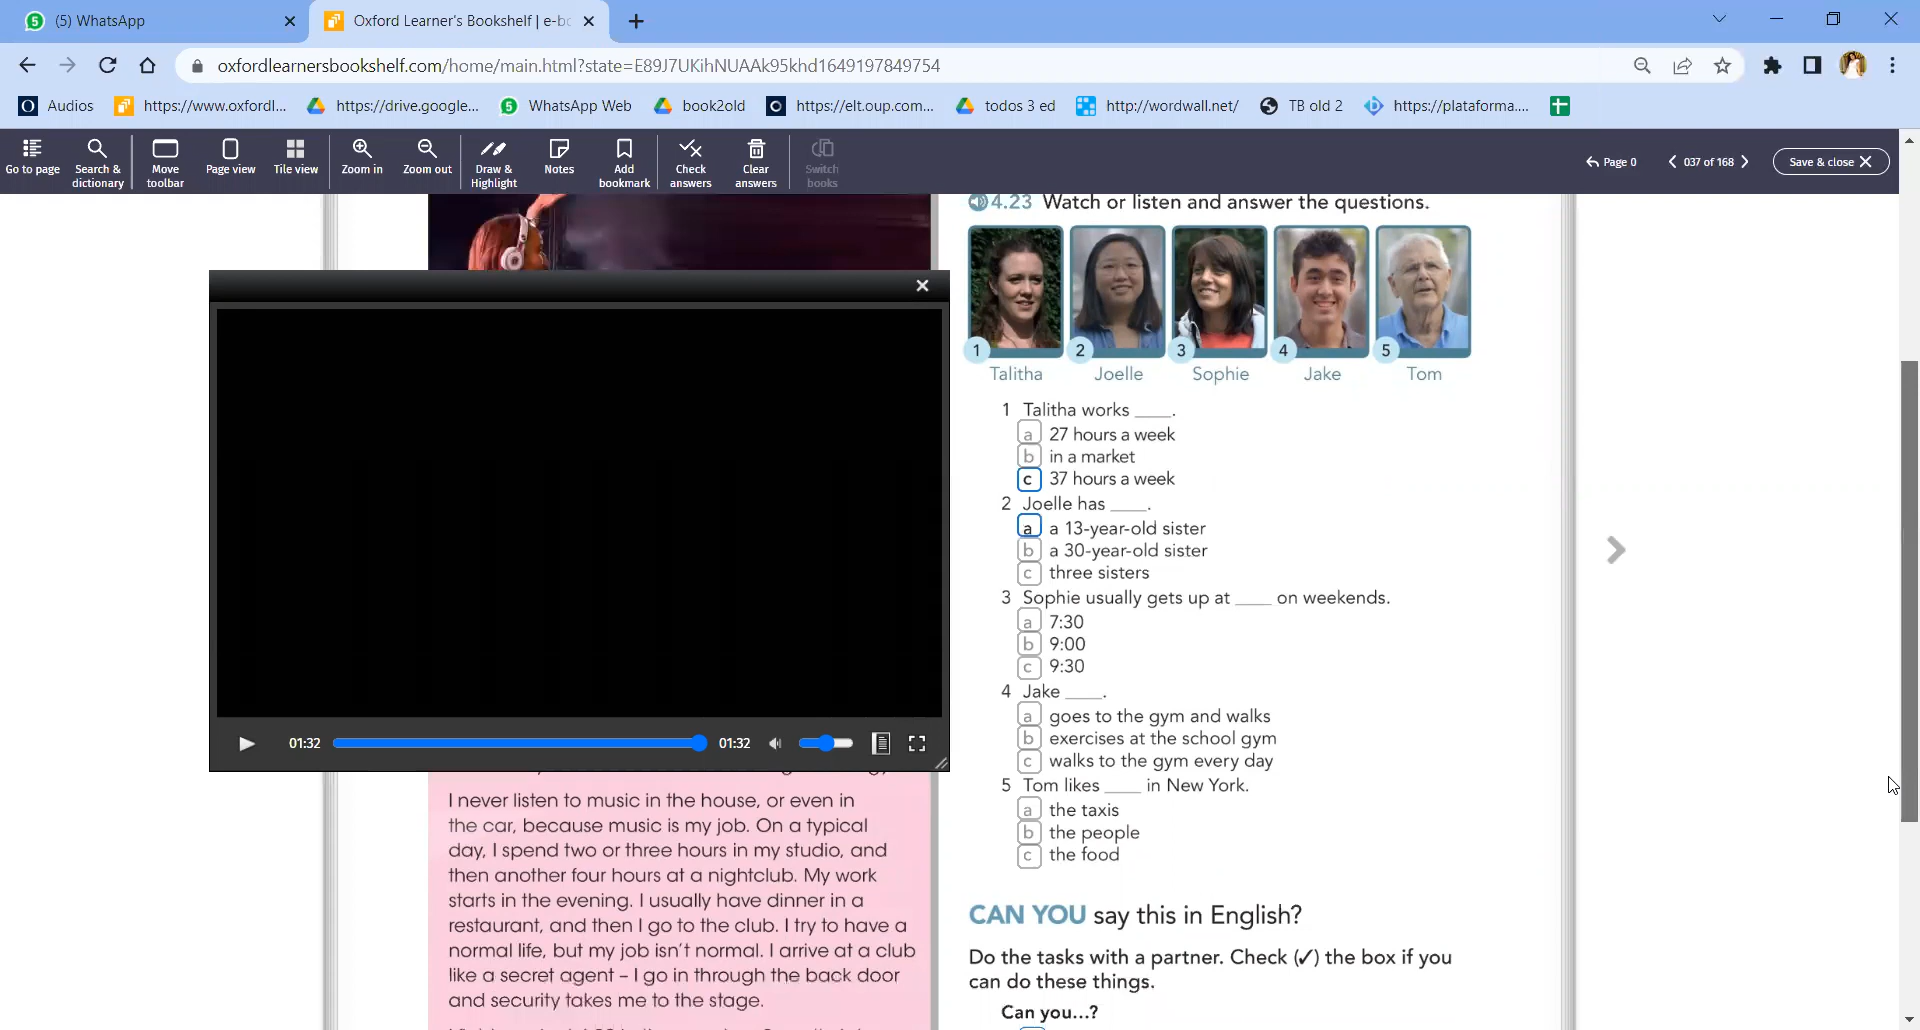 (5) WhatsApp
Oxford Learner's Bookshelf | e-bo
oxfordlearnersbookshelf.com/home/main.html?state=E89J7UKihNUAAk95khd1649197849754
Audios
https://www.oxfordl...
https://drive.google...
WhatsApp Web
book2old
https://elt.oup.com...
todos 3 ed
http://wordwall.net/
TB old 2
https://plataforma....
Go to page
Search & dictionary
Move toolbar
Page view
Tile view
Zoom in
Zoom out
Draw & Highlight
Notes
Add bookmark
Check answers
Clear answers
Switch books
Page 0
037 of 168
Save & close
4.23 Watch or listen and answer the questions.
1 2 3 4 5
Talitha Joelle Sophie Jake Tom
1 Talitha works ____.
a 27 hours a week
b in a market
c 37 hours a week
2 Joelle has ____.
a a 13-year-old sister
b a 30-year-old sister
c three sisters
3 Sophie usually gets up at ____ on weekends.
a 7:30
b 9:00
c 9:30
4 Jake ____.
a goes to the gym and walks
b exercises at the school gym
c walks to the gym every day
5 Tom likes ____ in New York.
a the taxis
b the people
c the food
CAN YOU say this in English?
Do the tasks with a partner. Check (✓) the box if you
can do these things.
Can you...?
01:32 01:32
I never listen to music in the house, or even in
the car, because music is my job. On a typical
day, I spend two or three hours in my studio, and
then another four hours at a nightclub. My work
starts in the evening. I usually have dinner in a
restaurant, and then I go to the club. I try to have a
normal life, but my job isn't normal. I arrive at a club
like a secret agent – I go in through the back door
and security takes me to the stage.